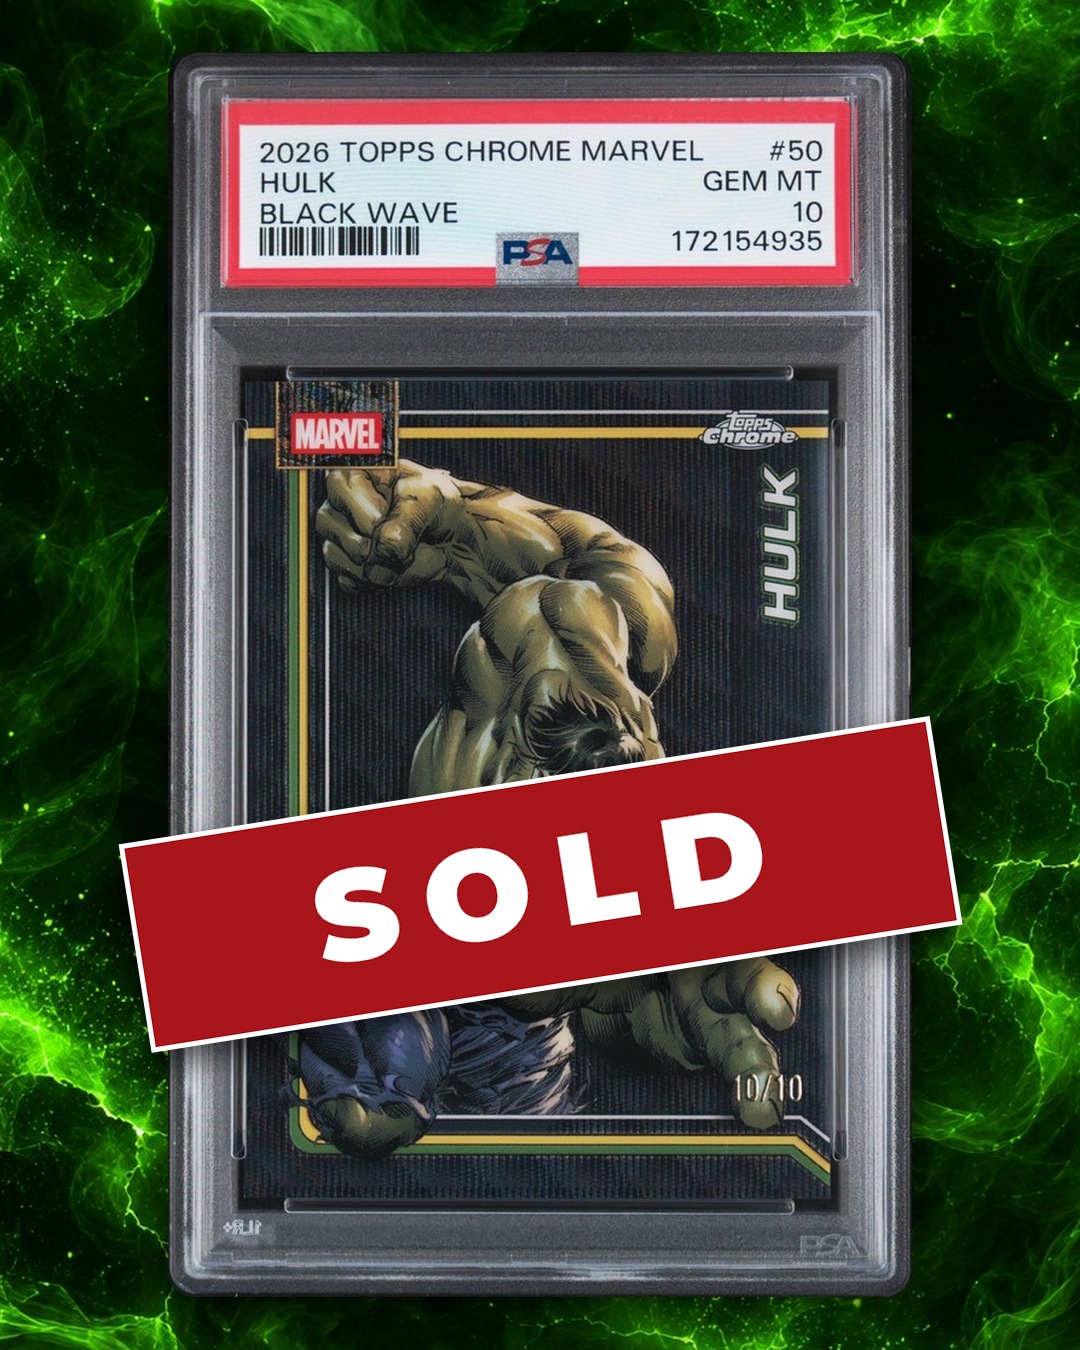 2026 TOPPS CHROME MARVEL #50
HULK GEM MT
BLACK WAVE 10
172154935
PSA
MARVEL
Topps
Chrome
HULK
SOLD
10/10
PSA